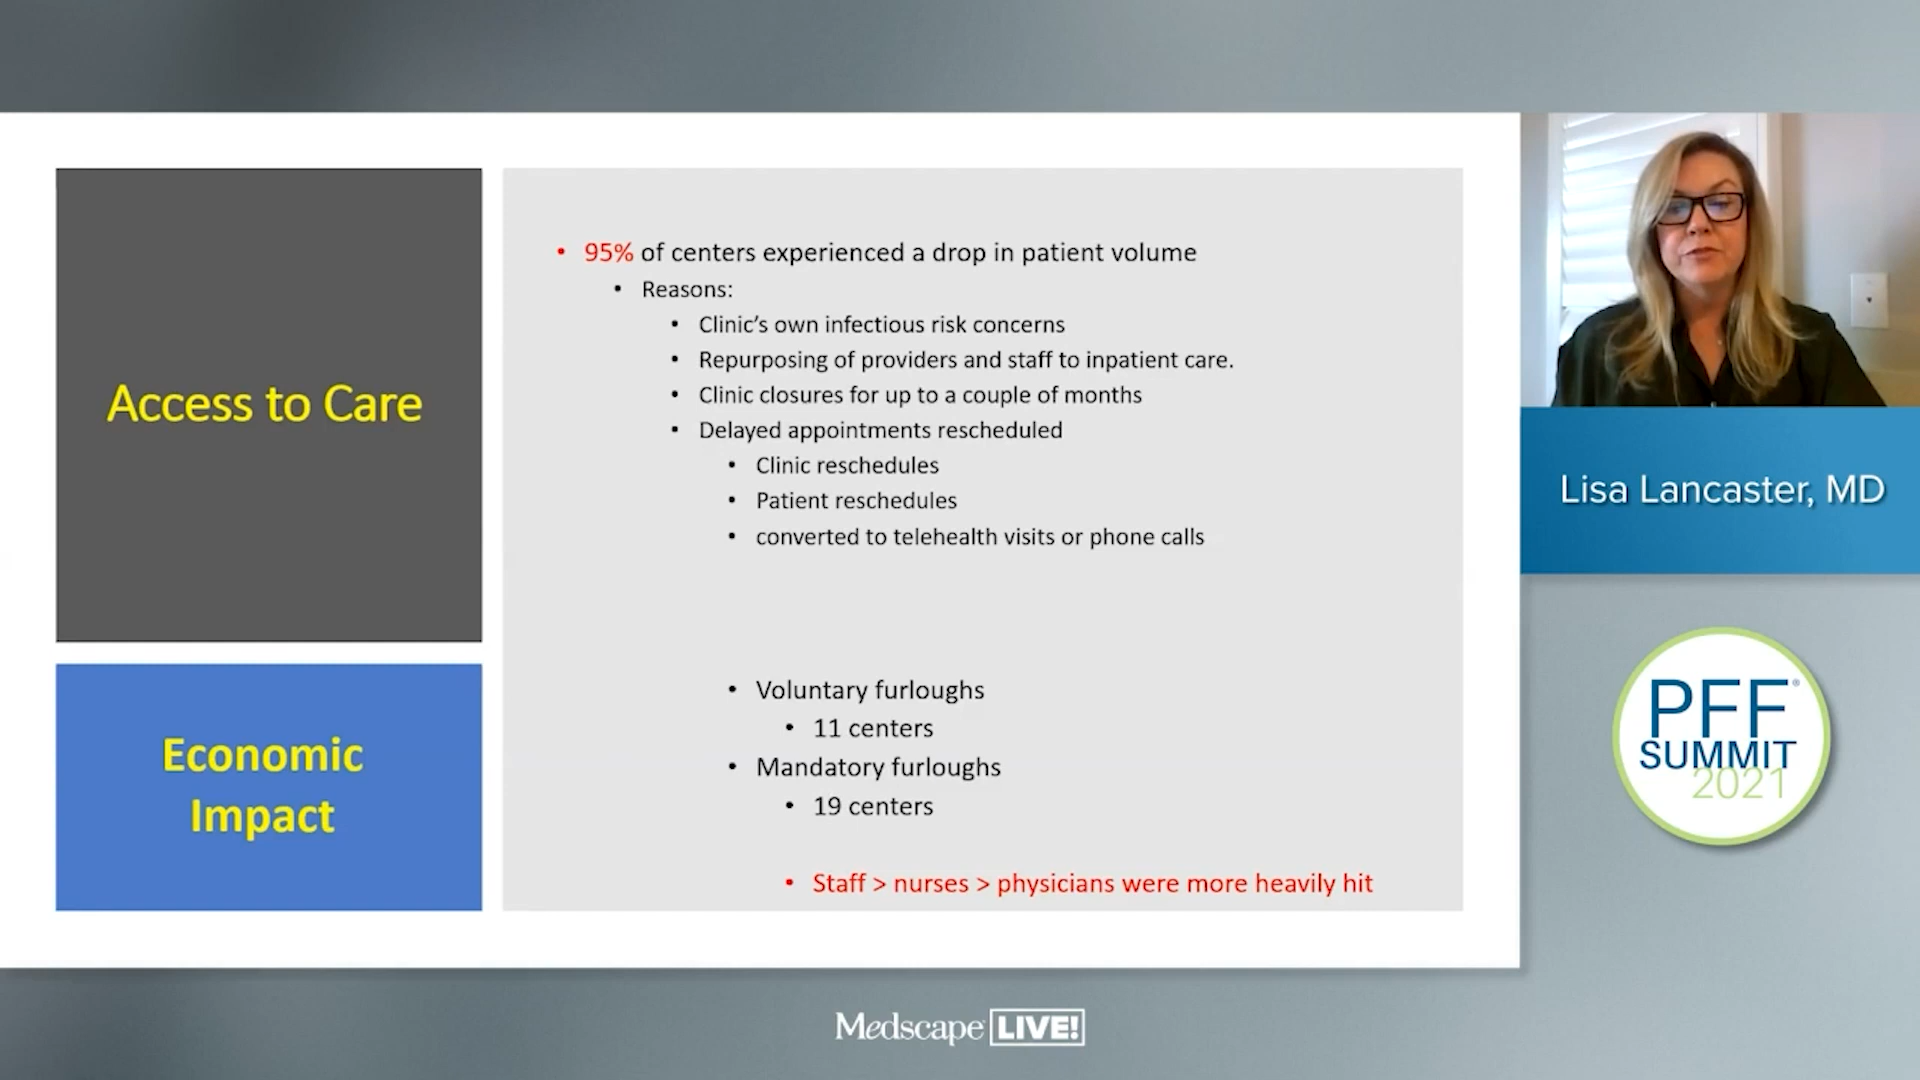 Access to Care
• 95% of centers experienced a drop in patient volume
• Reasons:
• Clinic’s own infectious risk concerns
• Repurposing of providers and staff to inpatient care.
• Clinic closures for up to a couple of months
• Delayed appointments rescheduled
• Clinic reschedules
• Patient reschedules
• converted to telehealth visits or phone calls
Economic
Impact
• Voluntary furloughs
• 11 centers
• Mandatory furloughs
• 19 centers
• Staff > nurses > physicians were more heavily hit
Lisa Lancaster, MD
PFF®
SUMMIT
2021
Medscape LIVE!